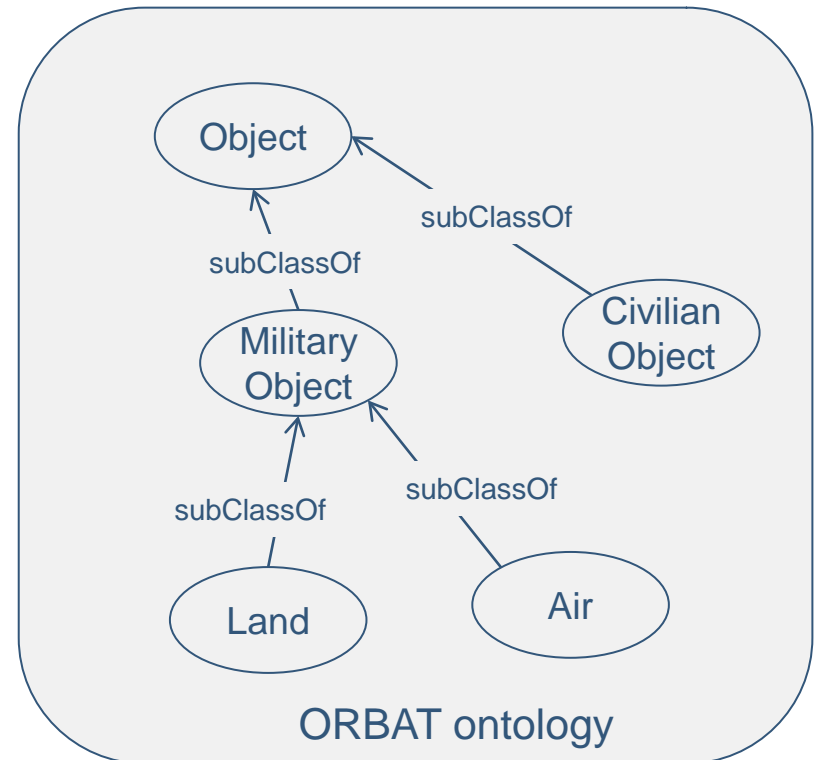 Object
subClassOf
subClassOf
Military
Object
Civilian
Object
subClassOf
subClassOf
Land
Air
ORBAT ontology